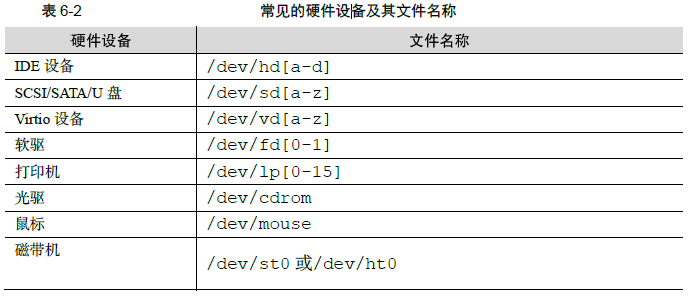 表 6-2 常见的硬件设备及其文件名称
硬件设备 文件名称
IDE 设备 /dev/hd[a-d]
SCSI/SATA/U 盘 /dev/sd[a-z]
Virtio 设备 /dev/vd[a-z]
软驱 /dev/fd[0-1]
打印机 /dev/lp[0-15]
光驱 /dev/cdrom
鼠标 /dev/mouse
磁带机 /dev/st0 或/dev/ht0